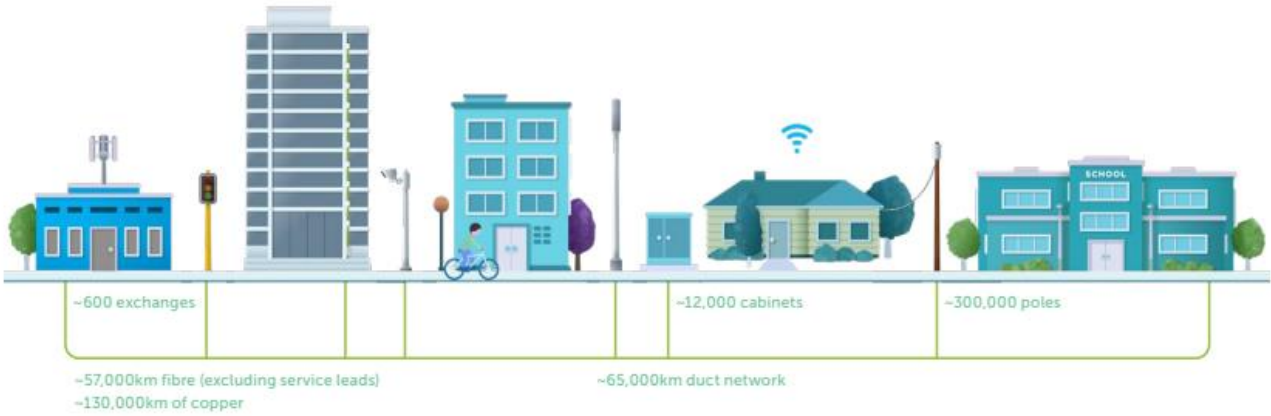 SCHOOL
~600 exchanges
~12,000 cabinets
~300,000 poles
~57,000km fibre (excluding service leads)
~65,000km duct network
~130,000km of copper